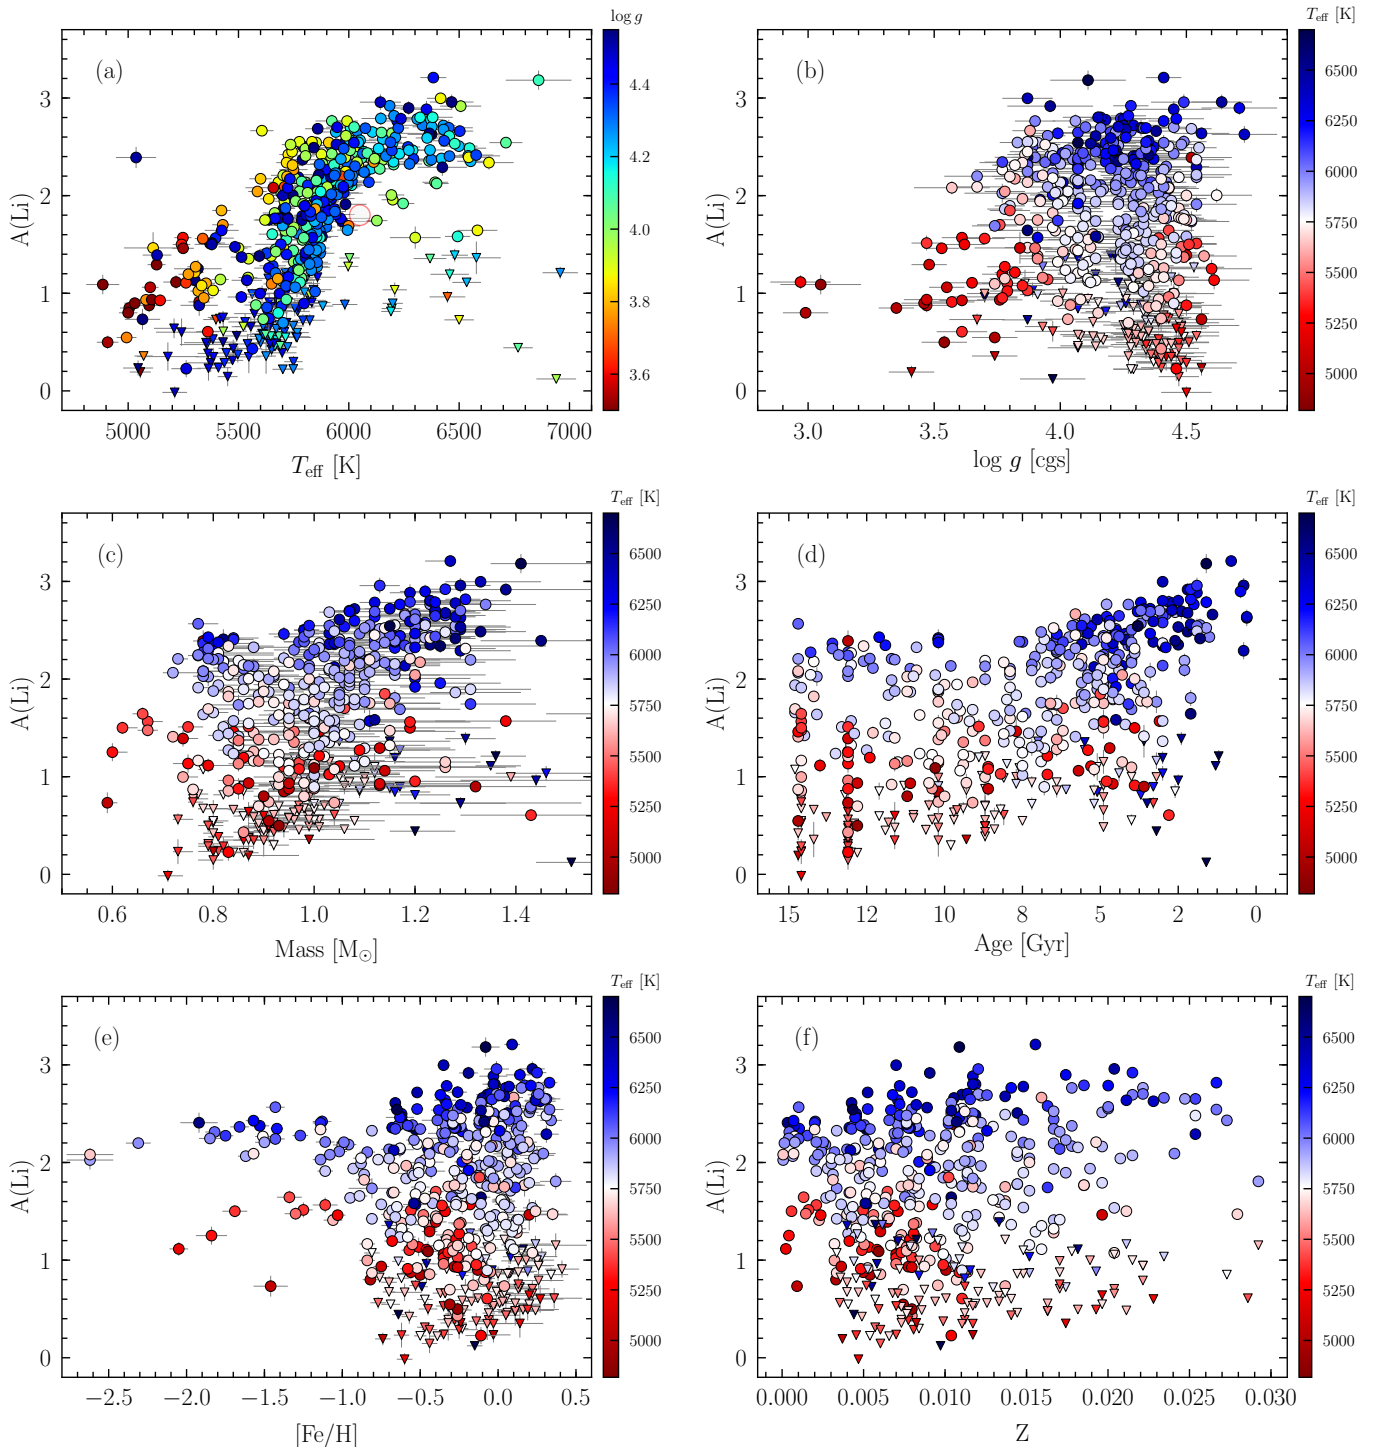 log g
T_eff [K]
(a)
(b)
A(Li)
3
2
1
0
4.4
4.2
4.0
3.8
3.6
A(Li)
3
2
1
0
6500
6250
6000
5750
5500
5250
5000
5000 5500 6000 6500 7000
T_eff [K]
3.0 3.5 4.0 4.5
log g [cgs]
T_eff [K]
T_eff [K]
(c)
(d)
A(Li)
3
2
1
0
6500
6250
6000
5750
5500
5250
5000
A(Li)
3
2
1
0
6500
6250
6000
5750
5500
5250
5000
0.6 0.8 1.0 1.2 1.4
Mass [M⊙]
15 12 10 8 5 2 0
Age [Gyr]
T_eff [K]
T_eff [K]
(e)
(f)
A(Li)
3
2
1
0
6500
6250
6000
5750
5500
5250
5000
A(Li)
3
2
1
0
6500
6250
6000
5750
5500
5250
5000
−2.5 −2.0 −1.5 −1.0 −0.5 0.0 0.5
[Fe/H]
0.000 0.005 0.010 0.015 0.020 0.025 0.030
Z